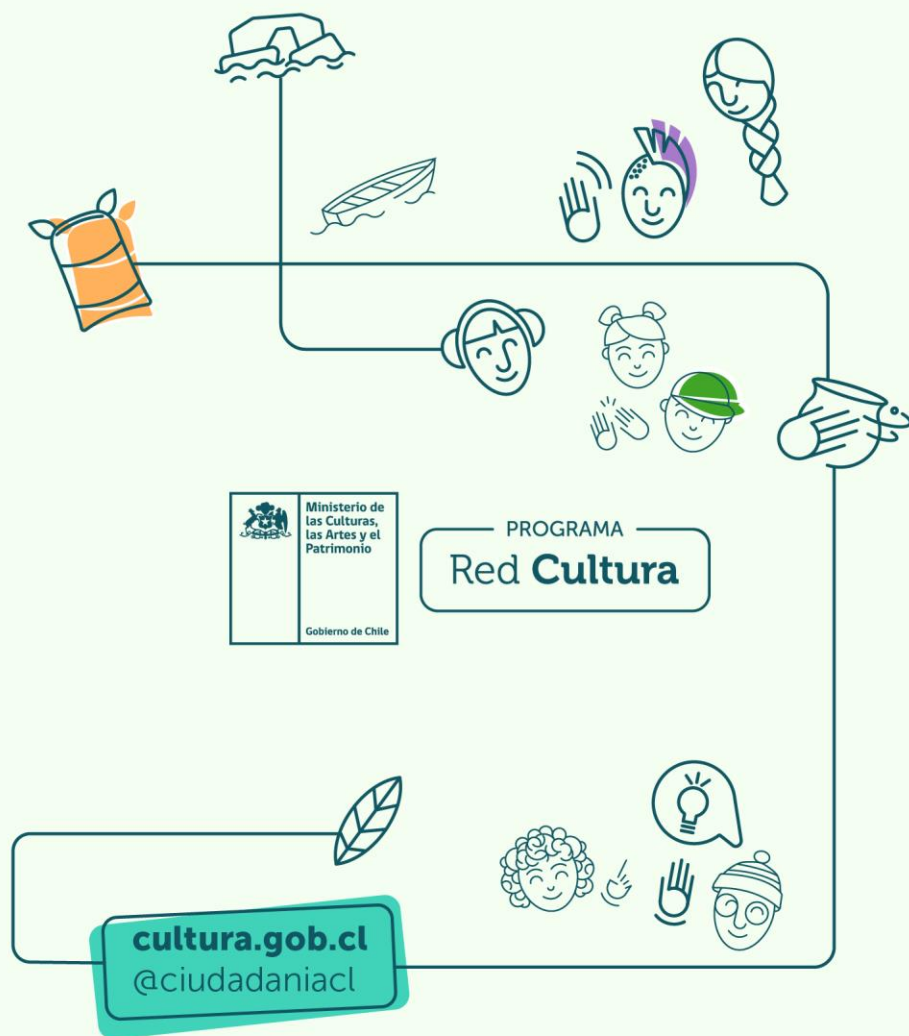 Ministerio de
las Culturas,
las Artes y el
Patrimonio
Gobierno de Chile
PROGRAMA
Red Cultura
cultura.gob.cl
@ciudadaniacl